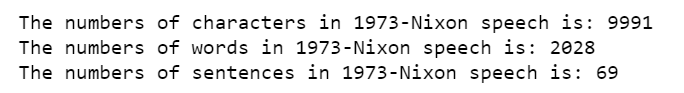 The numbers of characters in 1973-Nixon speech is: 9991
The numbers of words in 1973-Nixon speech is: 2028
The numbers of sentences in 1973-Nixon speech is: 69